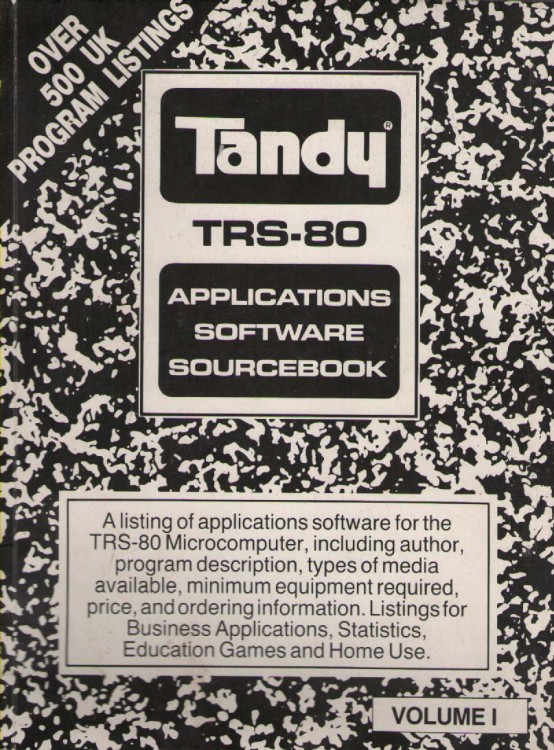 OVER
500 UK
PROGRAM LISTINGS
Tandy®
TRS-80
APPLICATIONS
SOFTWARE
SOURCEBOOK
A listing of applications software for the
TRS-80 Microcomputer, including author,
program description, types of media
available, minimum equipment required,
price, and ordering information. Listings for
Business Applications, Statistics,
Education Games and Home Use.
VOLUME I